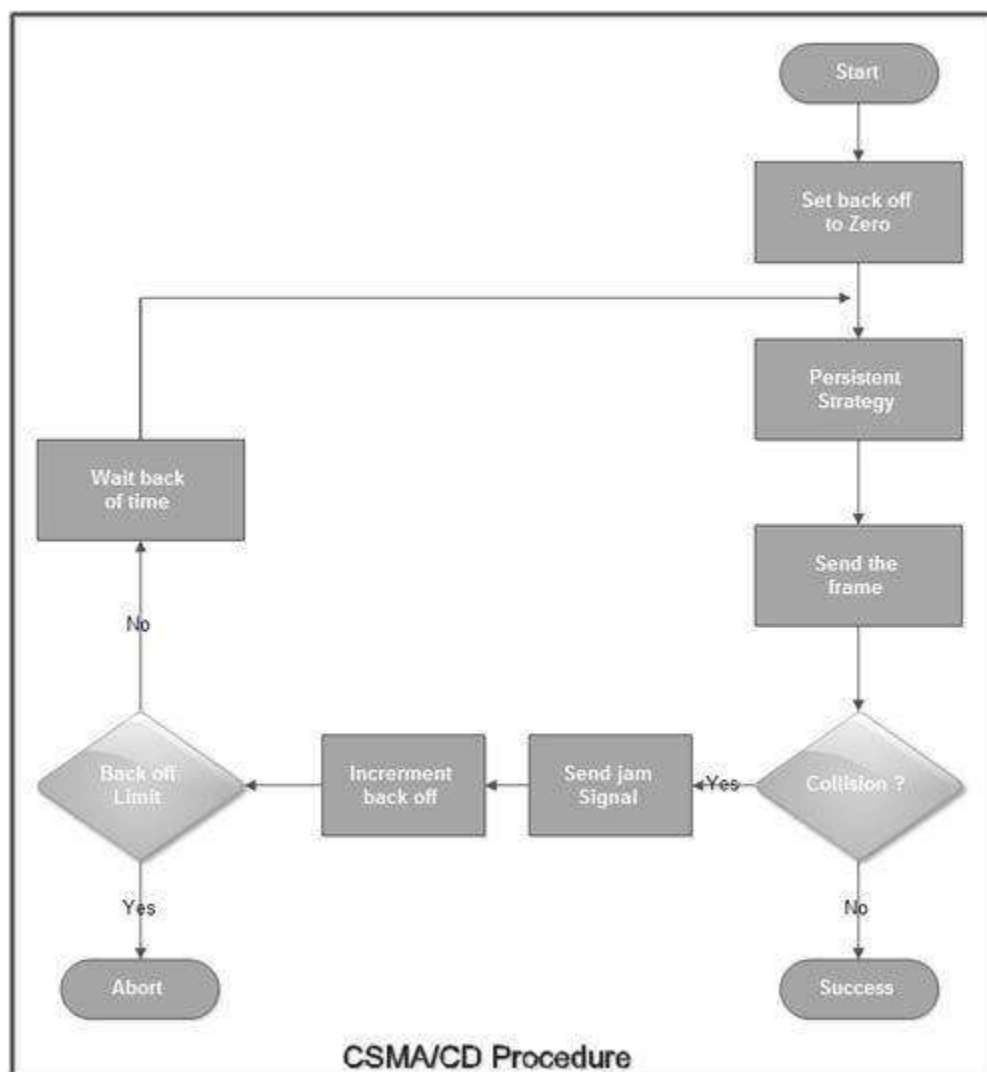 Start
Set back off
to Zero
Persistent
Strategy
Wait back
of time
Send the
frame
No
Back off
Limit
Increrment
back off
Send jam
Signal
Yes
Collision ?
Yes
No
Abort
Success
CSMA/CD Procedure